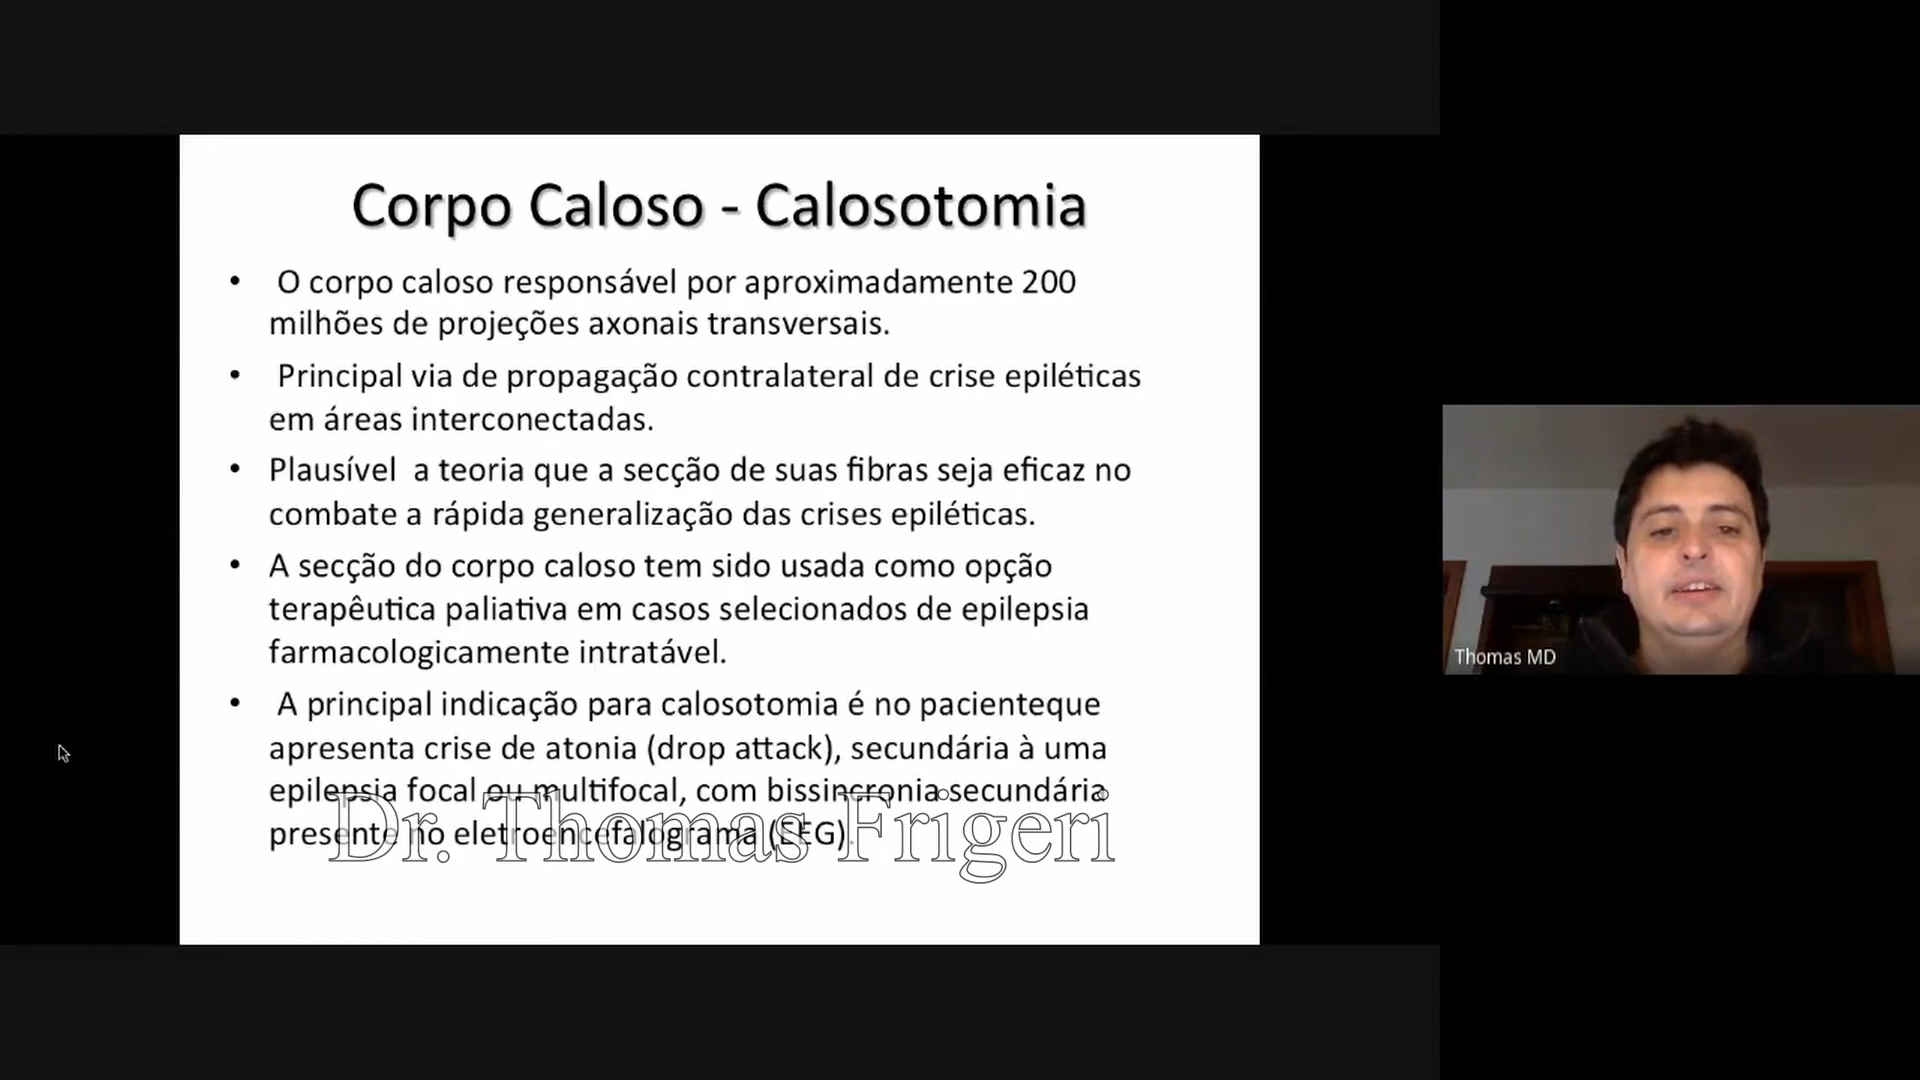 Corpo Caloso - Calosotomia
• O corpo caloso responsável por aproximadamente 200
milhões de projeções axonais transversais.
• Principal via de propagação contralateral de crise epiléticas
em áreas interconectadas.
• Plausível a teoria que a secção de suas fibras seja eficaz no
combate a rápida generalização das crises epiléticas.
• A secção do corpo caloso tem sido usada como opção
terapêutica paliativa em casos selecionados de epilepsia
farmacologicamente intratável.
• A principal indicação para calosotomia é no pacienteque
apresenta crise de atonia (drop attack), secundária à uma
epilepsia focal ou multifocal, com bissincronia secundária
presente no eletroencefalograma (EEG).
Dr. Thomas Frigeri
Thomas MD